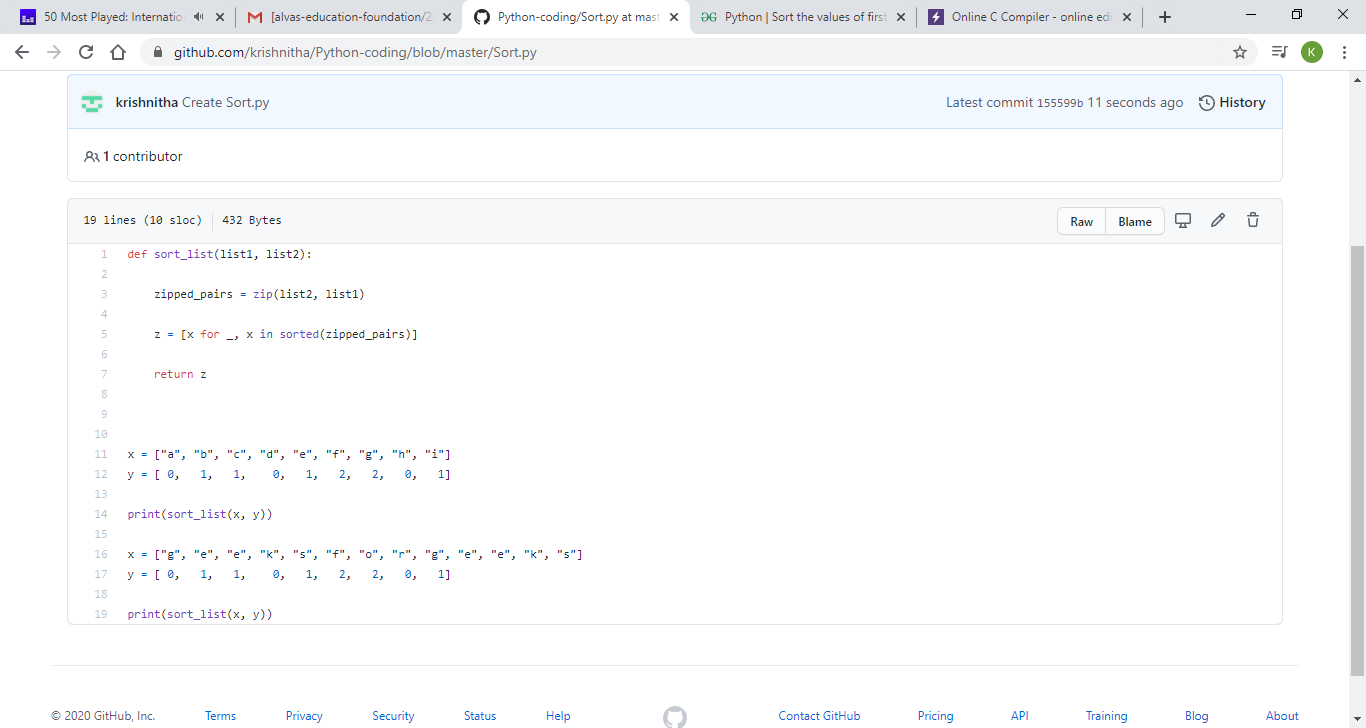 50 Most Played: Internatio
[alvas-education-foundation/2
Python-coding/Sort.py at mast
Python | Sort the values of first
Online C Compiler - online edi
github.com/krishnitha/Python-coding/blob/master/Sort.py
K
krishnitha Create Sort.py
Latest commit 155599b 11 seconds ago
History
1 contributor
19 lines (10 sloc)
432 Bytes
Raw
Blame
1 def sort_list(list1, list2):
2
3 zipped_pairs = zip(list2, list1)
4
5 z = [x for _, x in sorted(zipped_pairs)]
6
7 return z
8
9
10
11 x = ["a", "b", "c", "d", "e", "f", "g", "h", "i"]
12 y = [ 0, 1, 1, 0, 1, 2, 2, 0, 1]
13
14 print(sort_list(x, y))
15
16 x = ["g", "e", "e", "k", "s", "f", "o", "r", "g", "e", "e", "k", "s"]
17 y = [ 0, 1, 1, 0, 1, 2, 2, 0, 1]
18
19 print(sort_list(x, y))
© 2020 GitHub, Inc.
Terms
Privacy
Security
Status
Help
Contact GitHub
Pricing
API
Training
Blog
About